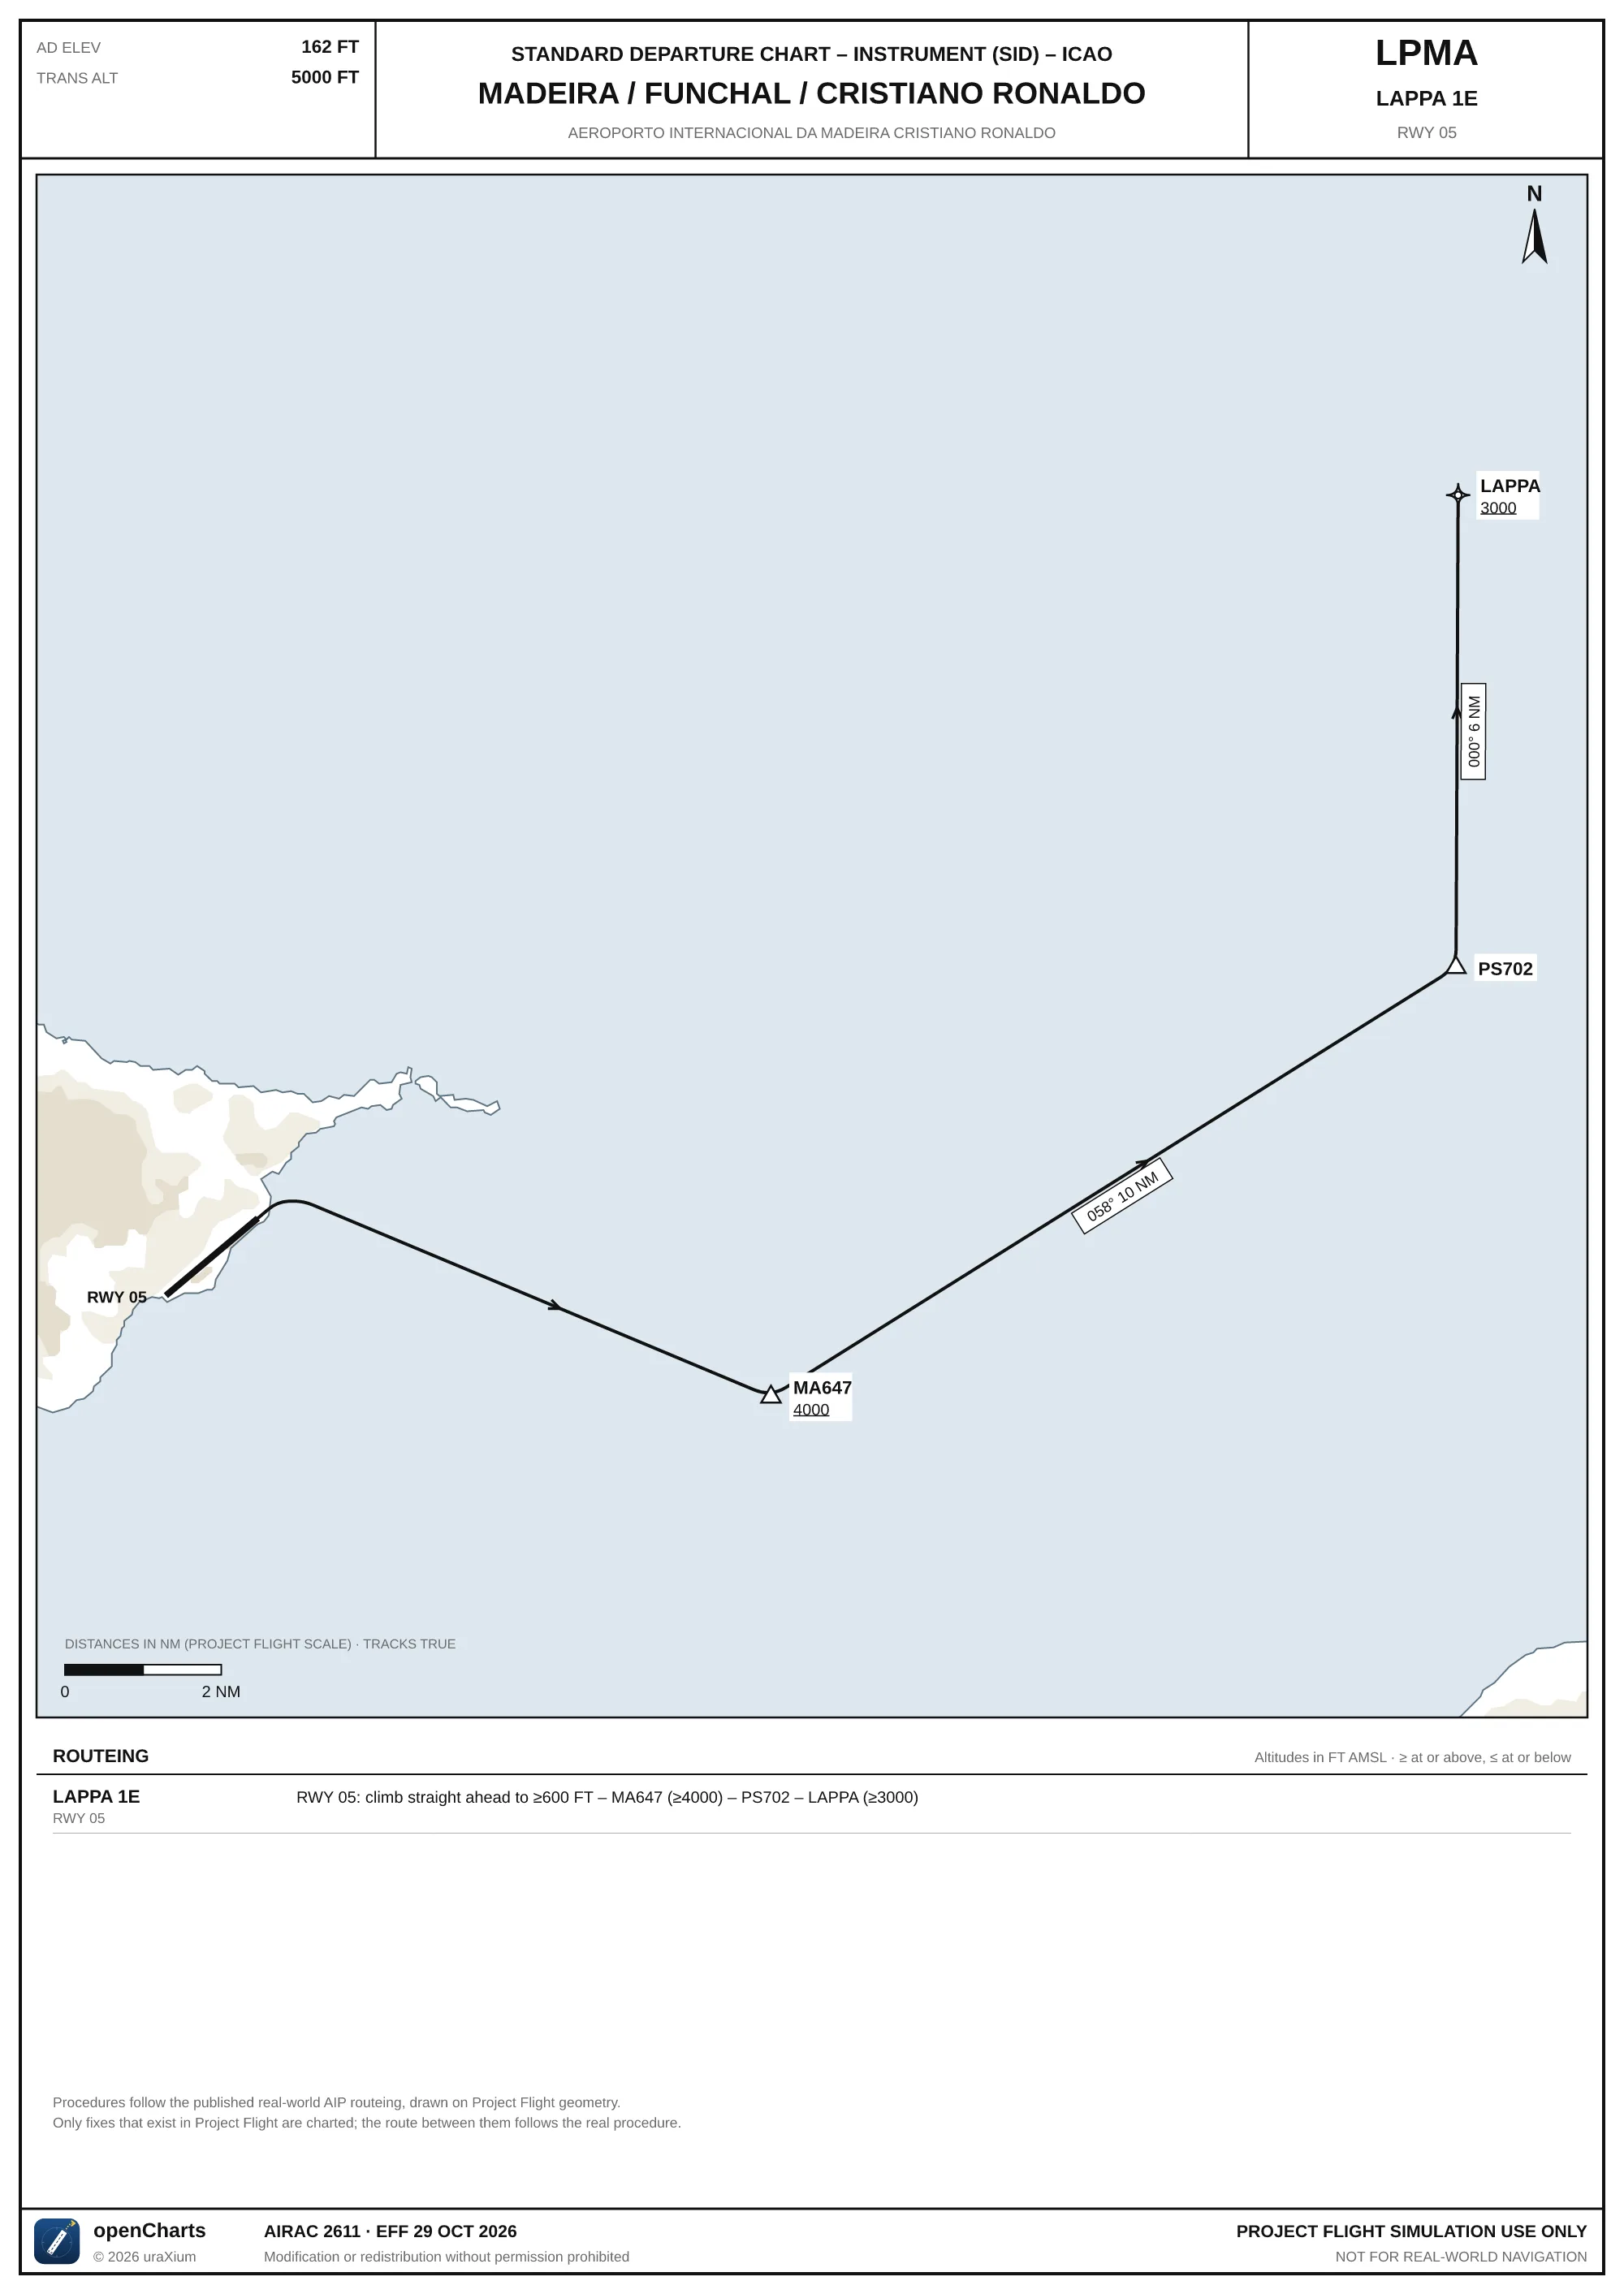 AD ELEV 162 FT
TRANS ALT 5000 FT
STANDARD DEPARTURE CHART – INSTRUMENT (SID) – ICAO
MADEIRA / FUNCHAL / CRISTIANO RONALDO
AEROPORTO INTERNACIONAL DA MADEIRA CRISTIANO RONALDO
LPMA
LAPPA 1E
RWY 05
N
LAPPA
3000
000° 6 NM
PS702
058° 10 NM
RWY 05
MA647
4000
DISTANCES IN NM (PROJECT FLIGHT SCALE) · TRACKS TRUE
0 2 NM
ROUTEING
Altitudes in FT AMSL · ≥ at or above, ≤ at or below
LAPPA 1E
RWY 05: climb straight ahead to ≥600 FT – MA647 (≥4000) – PS702 – LAPPA (≥3000)
RWY 05
Procedures follow the published real-world AIP routeing, drawn on Project Flight geometry.
Only fixes that exist in Project Flight are charted; the route between them follows the real procedure.
openCharts
© 2026 uraXium
AIRAC 2611 · EFF 29 OCT 2026
Modification or redistribution without permission prohibited
PROJECT FLIGHT SIMULATION USE ONLY
NOT FOR REAL-WORLD NAVIGATION